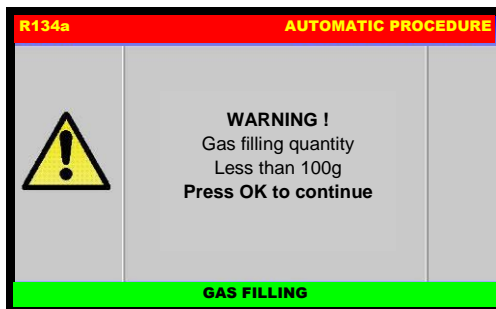 R134a AUTOMATIC PROCEDURE
WARNING !
Gas filling quantity
Less than 100g
Press OK to continue
GAS FILLING